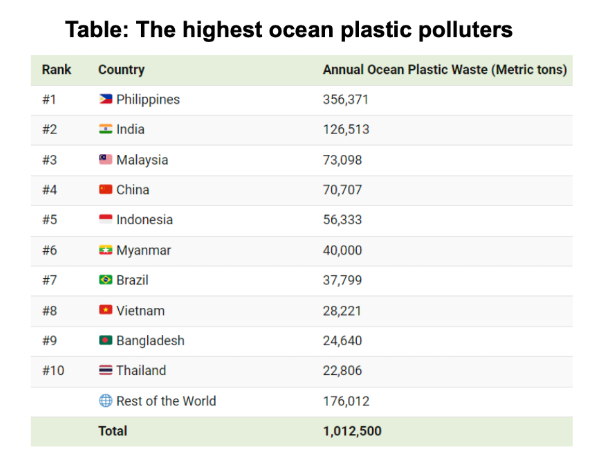 Table: The highest ocean plastic polluters
Rank Country Annual Ocean Plastic Waste (Metric tons)
#1 Philippines 356,371
#2 India 126,513
#3 Malaysia 73,098
#4 China 70,707
#5 Indonesia 56,333
#6 Myanmar 40,000
#7 Brazil 37,799
#8 Vietnam 28,221
#9 Bangladesh 24,640
#10 Thailand 22,806
Rest of the World 176,012
Total 1,012,500